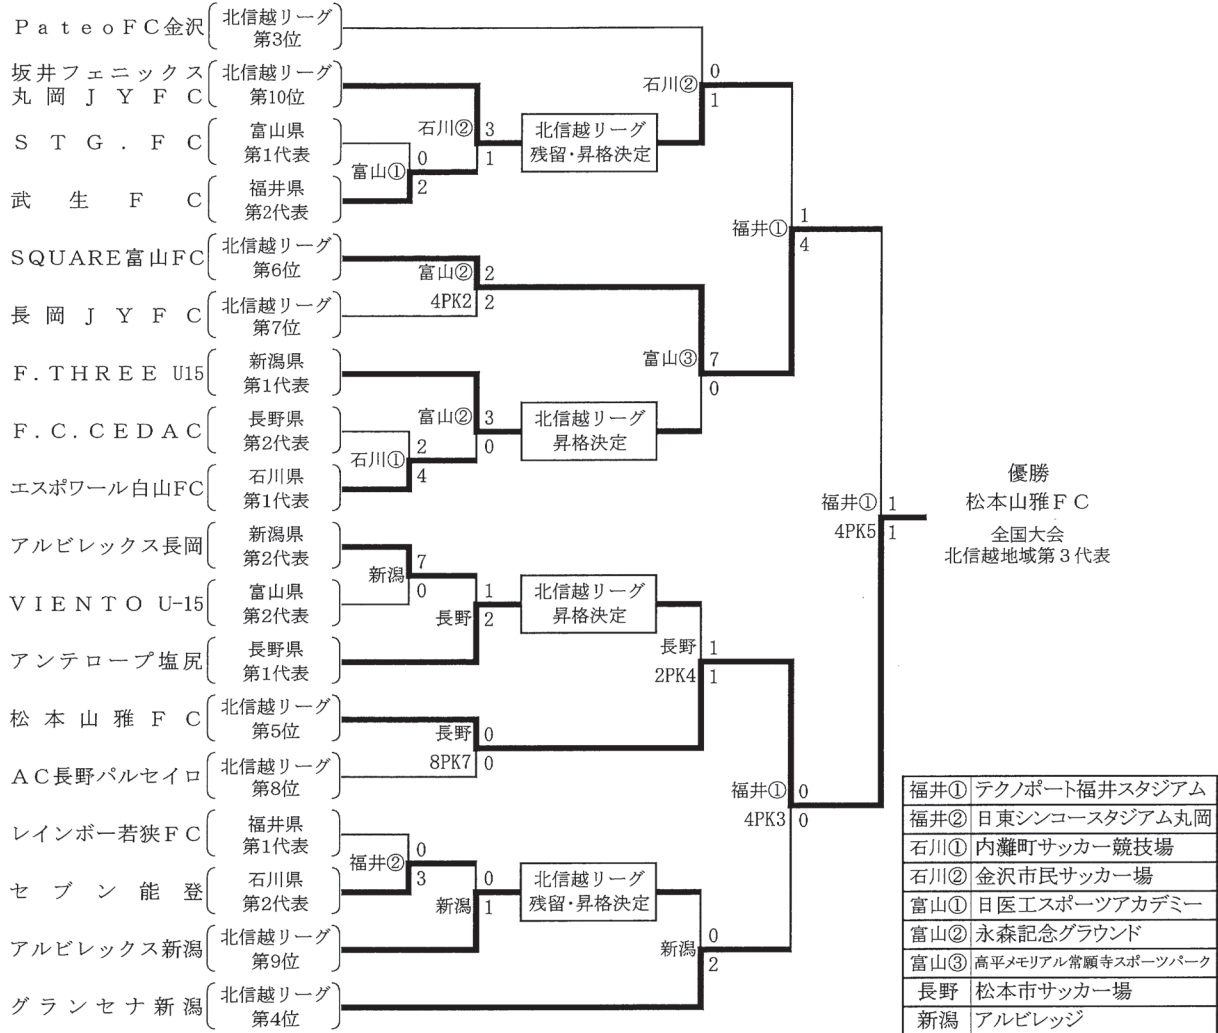 ＰａｔｅｏＦＣ金沢
北信越リーグ
第3位
坂井フェニックス
丸岡ＪＹＦＣ
北信越リーグ
第10位
ＳＴＧ．ＦＣ
富山県
第1代表
武生ＦＣ
福井県
第2代表
SQUARE富山FC
北信越リーグ
第6位
長岡ＪＹＦＣ
北信越リーグ
第7位
Ｆ．ＴＨＲＥＥ U15
新潟県
第1代表
Ｆ．Ｃ．ＣＥＤＡＣ
長野県
第2代表
エスポワール白山FC
石川県
第1代表
アルビレックス長岡
新潟県
第2代表
ＶＩＥＮＴＯ U-15
富山県
第2代表
アンテロープ塩尻
長野県
第1代表
松本山雅ＦＣ
北信越リーグ
第5位
ＡＣ長野パルセイロ
北信越リーグ
第8位
レインボー若狭ＦＣ
福井県
第1代表
セブン能登
石川県
第2代表
アルビレックス新潟
北信越リーグ
第9位
グランセナ新潟
北信越リーグ
第4位
富山①
0
2
石川①
2
4
新潟
7
0
福井②
0
3
石川②
3
1
富山②
2
4PK2
2
富山②
3
0
長野
1
2
長野
0
8PK7
0
新潟
0
1
北信越リーグ
残留・昇格決定
北信越リーグ
昇格決定
北信越リーグ
昇格決定
北信越リーグ
残留・昇格決定
石川②
0
1
富山③
7
0
長野
1
2PK4
1
新潟
0
2
福井①
1
4
福井①
0
4PK3
0
福井①
1
4PK5
1
優勝
松本山雅ＦＣ
全国大会
北信越地域第３代表
福井① テクノポート福井スタジアム
福井② 日東シンコースタジアム丸岡
石川① 内灘町サッカー競技場
石川② 金沢市民サッカー場
富山① 日医工スポーツアカデミー
富山② 永森記念グラウンド
富山③ 高平メモリアル常願寺スポーツパーク
長野 松本市サッカー場
新潟 アルビレッジ